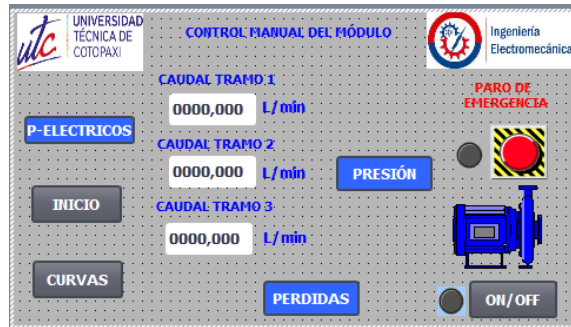 UNIVERSIDAD
TÉCNICA DE
COTOPAXI
utc
CONTROL MANUAL DEL MÓDULO
Ingeniería
Electromecánica
CAUDAL TRAMO 1
0000,000 L/min
PARO DE
EMERGENCIA
P-ELECTRICOS
CAUDAL TRAMO 2
0000,000 L/min
PRESIÓN
INICIO
CAUDAL TRAMO 3
0000,000 L/min
CURVAS
PERDIDAS
ON/OFF